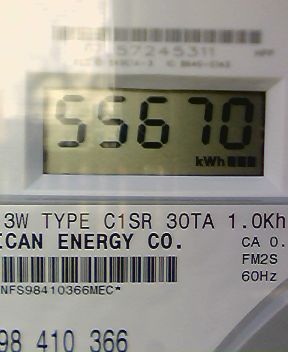 57245311
55670
kWh
3W TYPE C1SR 30TA 1.0Kh
ICAN ENERGY CO.
CA 0.
FM2S
60Hz
NFS98410366MEC*
98 410 366